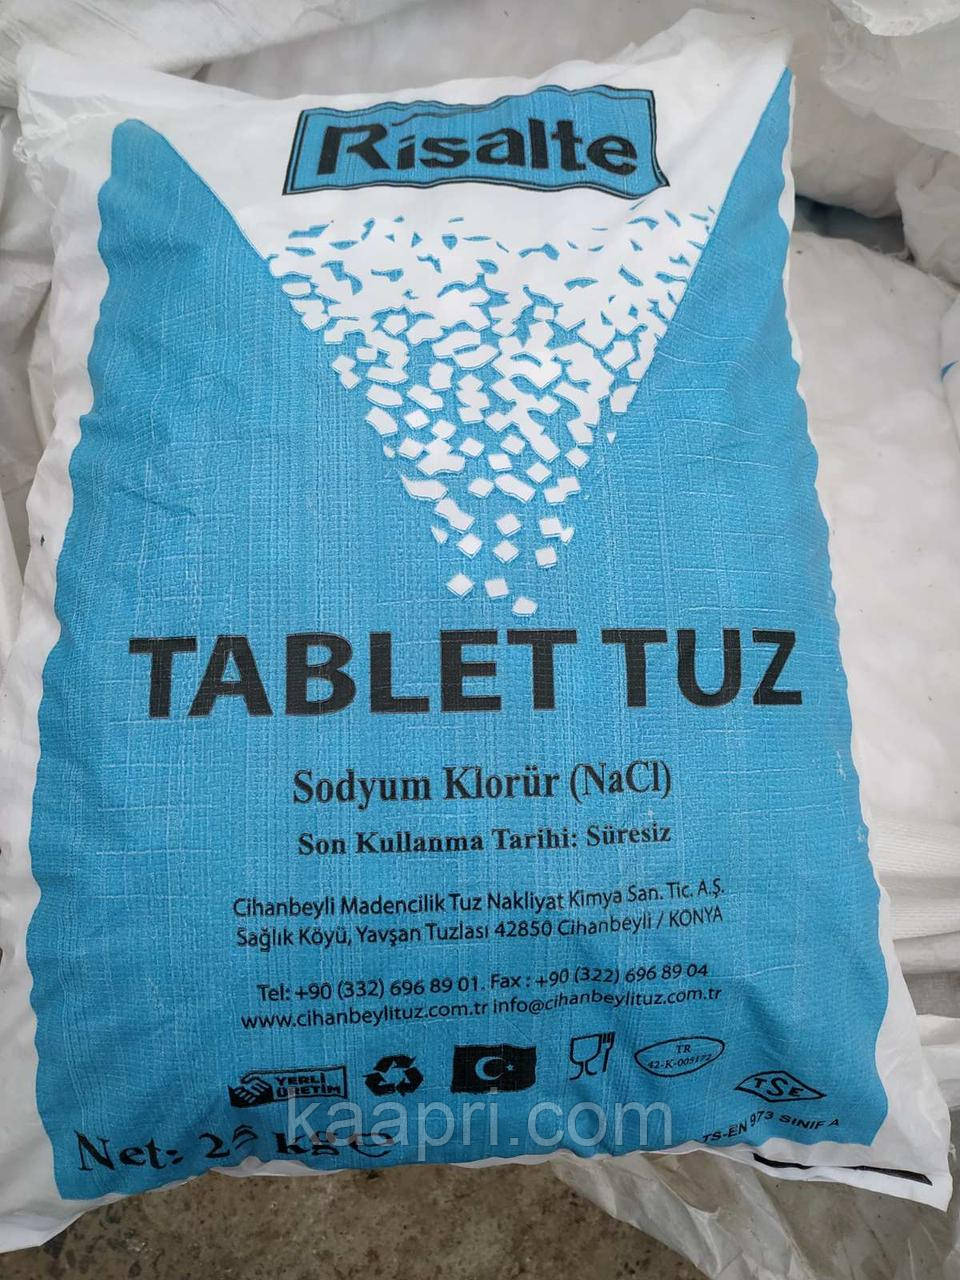 Risalte
TABLET TUZ
Sodyum Klorür (NaCl)
Son Kullanma Tarihi: Süresiz
Cihanbeyli Madencilik Tuz Nakliyat Kimya San. Tic. A.Ş.
Sağlık Köyü, Yavşan Tuzlası 42850 Cihanbeyli / KONYA
Tel: +90 (332) 696 89 01. Fax : +90 (322) 696 89 04
www.cihanbeylituz.com.tr info@cihanbeylituz.com.tr
YERLİ
ÜRETİM
TR
42-K-005172
TSE
TS-EN 973 SINIF A
Net: kg
kaapri.com